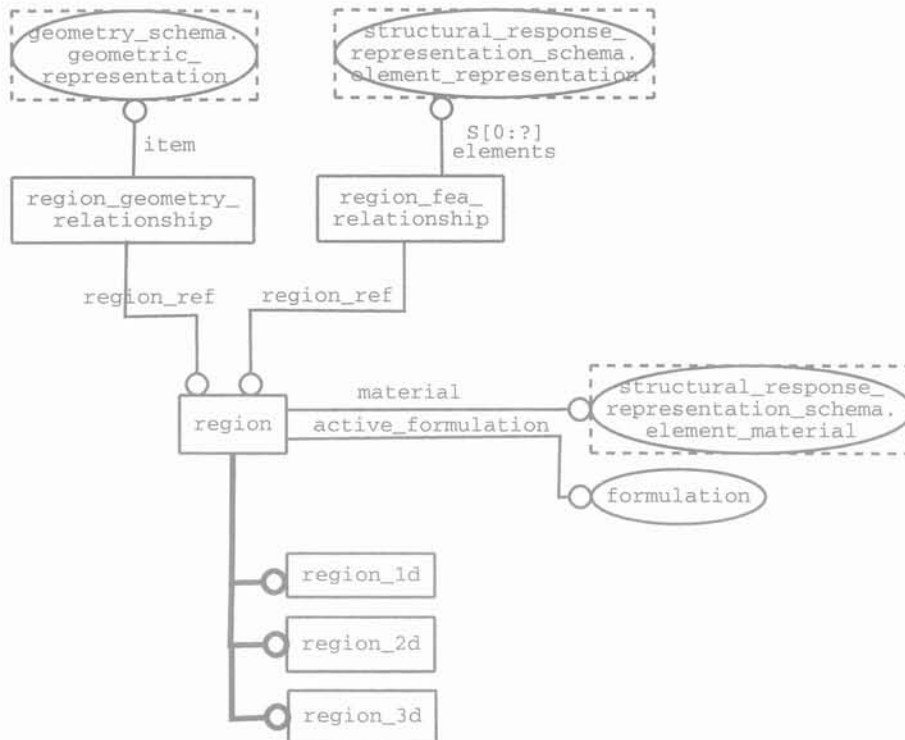 geometry_schema.
geometric_
representation
structural_response_
representation_schema.
element_representation
item
S[0:?]
elements
region_geometry_
relationship
region_fea_
relationship
region_ref
region_ref
region
material
active_formulation
structural_response_
representation_schema.
element_material
formulation
region_1d
region_2d
region_3d